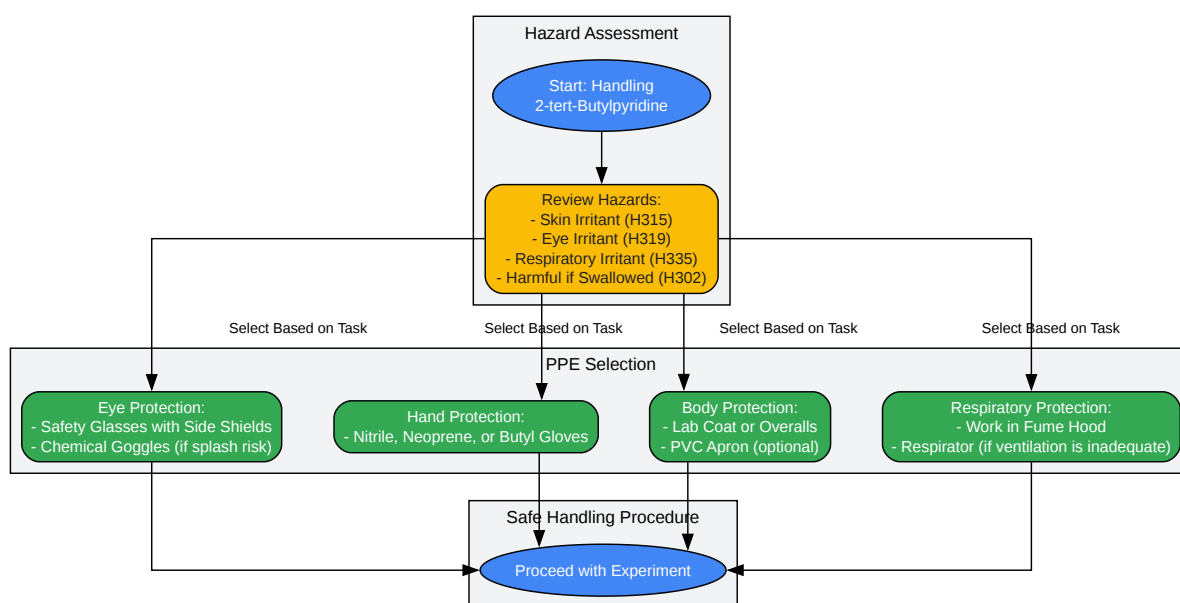 Hazard Assessment
Start: Handling
2-tert-Butylpyridine
Review Hazards:
- Skin Irritant (H315)
- Eye Irritant (H319)
- Respiratory Irritant (H335)
- Harmful if Swallowed (H302)
Select Based on Task
Select Based on Task
Select Based on Task
Select Based on Task
PPE Selection
Eye Protection:
- Safety Glasses with Side Shields
- Chemical Goggles (if splash risk)
Hand Protection:
- Nitrile, Neoprene, or Butyl Gloves
Body Protection:
- Lab Coat or Overalls
- PVC Apron (optional)
Respiratory Protection:
- Work in Fume Hood
- Respirator (if ventilation is inadequate)
Safe Handling Procedure
Proceed with Experiment